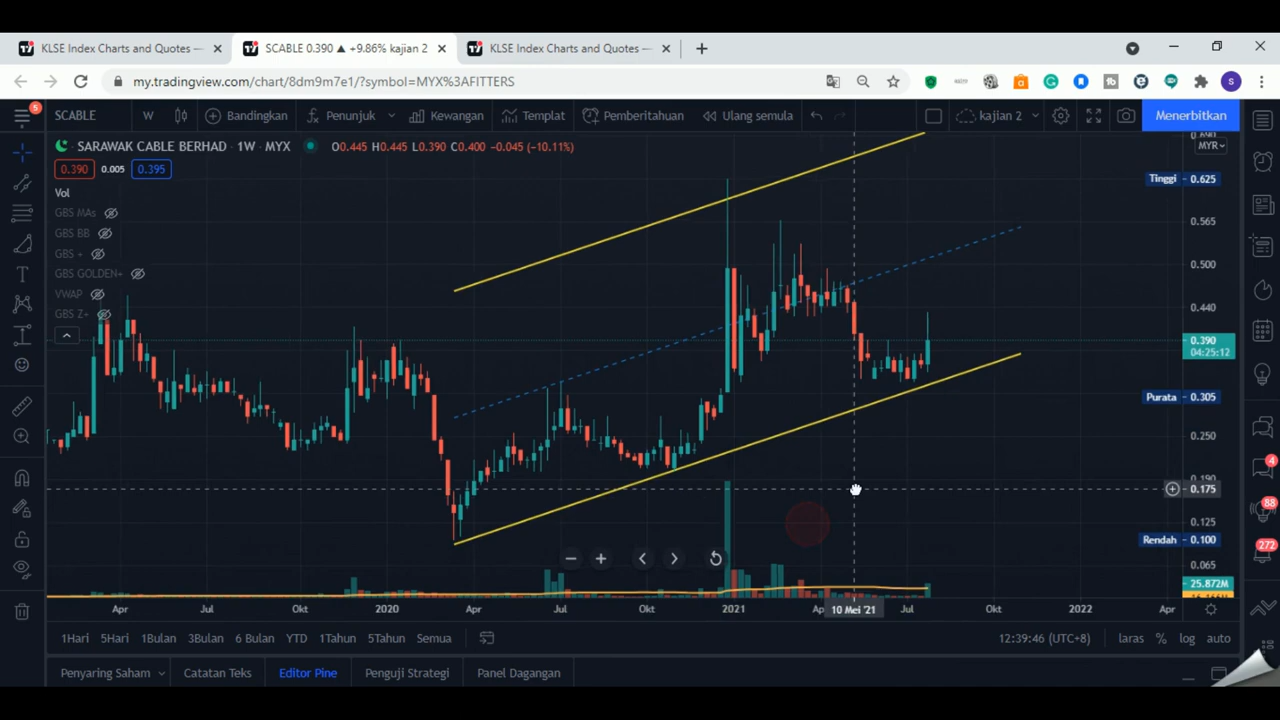 KLSE Index Charts and Quotes —
SCABLE 0.390 ▲ +9.86% kajian 2
KLSE Index Charts and Quotes —
my.tradingview.com/chart/8dm9m7e1/?symbol=MYX%3AFITTERS
5
SCABLE
W
Bandingkan
Penunjuk
Kewangan
Templat
Pemberitahuan
Ulang semula
kajian 2
Menerbitkan
SARAWAK CABLE BERHAD · 1W · MYX
O0.445 H0.445 L0.390 C0.400 -0.045 (-10.11%)
0.390
0.005
0.395
Vol
GBS MAs
GBS BB
GBS +
GBS GOLDEN+
VWAP
GBS Z+
MYR
Tinggi
0.625
0.565
0.500
0.440
0.390
04:25:12
Purata
0.305
0.250
0.190
0.175
0.125
Rendah
0.100
0.065
25.872M
Apr
Jul
Okt
2020
Apr
Jul
Okt
2021
10 Mei '21
Jul
Okt
2022
Apr
4
88
272
1Hari
5Hari
1Bulan
3Bulan
6 Bulan
YTD
1Tahun
5Tahun
Semua
12:39:46 (UTC+8)
laras
%
log
auto
Penyaring Saham
Catatan Teks
Editor Pine
Penguji Strategi
Panel Dagangan